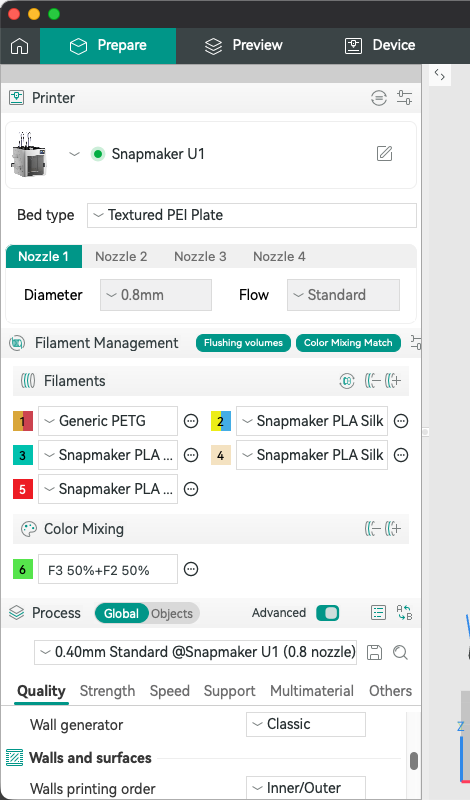 Prepare Preview Device
Printer
Snapmaker U1
Bed type Textured PEI Plate
Nozzle 1 Nozzle 2 Nozzle 3 Nozzle 4
Diameter 0.8mm Flow Standard
Filament Management Flushing volumes Color Mixing Match
Filaments
1 Generic PETG 2 Snapmaker PLA Silk
3 Snapmaker PLA ... 4 Snapmaker PLA Silk
5 Snapmaker PLA ...
Color Mixing
6 F3 50%+F2 50%
Process Global Objects Advanced
0.40mm Standard @Snapmaker U1 (0.8 nozzle)
Quality Strength Speed Support Multimaterial Others
Wall generator Classic
Walls and surfaces
Walls printing order Inner/Outer
Z